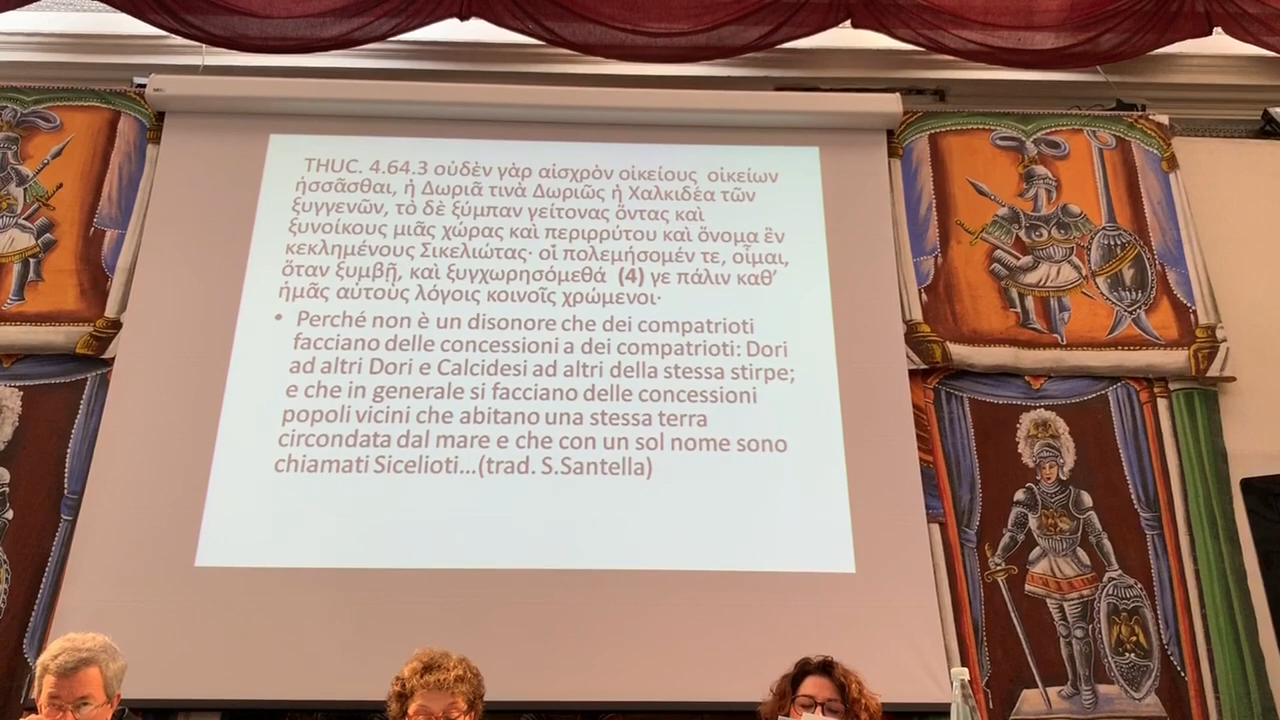 THUC. 4.64.3 οὐδὲν γὰρ αἰσχρὸν οἰκείους οἰκείων
ἡσσᾶσθαι, ἢ Δωριᾶ τινὰ Δωριῶς ἢ Χαλκιδέα τῶν
ξυγγενῶν, τὸ δὲ ξύμπαν γείτονας ὄντας καὶ
ξυνοίκους μιᾶς χώρας καὶ περιρρύτου καὶ ὄνομα ἓν
κεκλημένους Σικελιώτας· οἳ πολεμήσομέν τε, οἶμαι,
ὅταν ξυμβῇ, καὶ ξυγχωρησόμεθά (4) γε πάλιν καθ’
ἡμᾶς αὐτοὺς λόγοις κοινοῖς χρώμενοι·
• Perché non è un disonore che dei compatrioti
facciano delle concessioni a dei compatrioti: Dori
ad altri Dori e Calcidesi ad altri della stessa stirpe;
e che in generale si facciano delle concessioni
popoli vicini che abitano una stessa terra
circondata dal mare e che con un sol nome sono
chiamati Sicelioti...(trad. S.Santella)